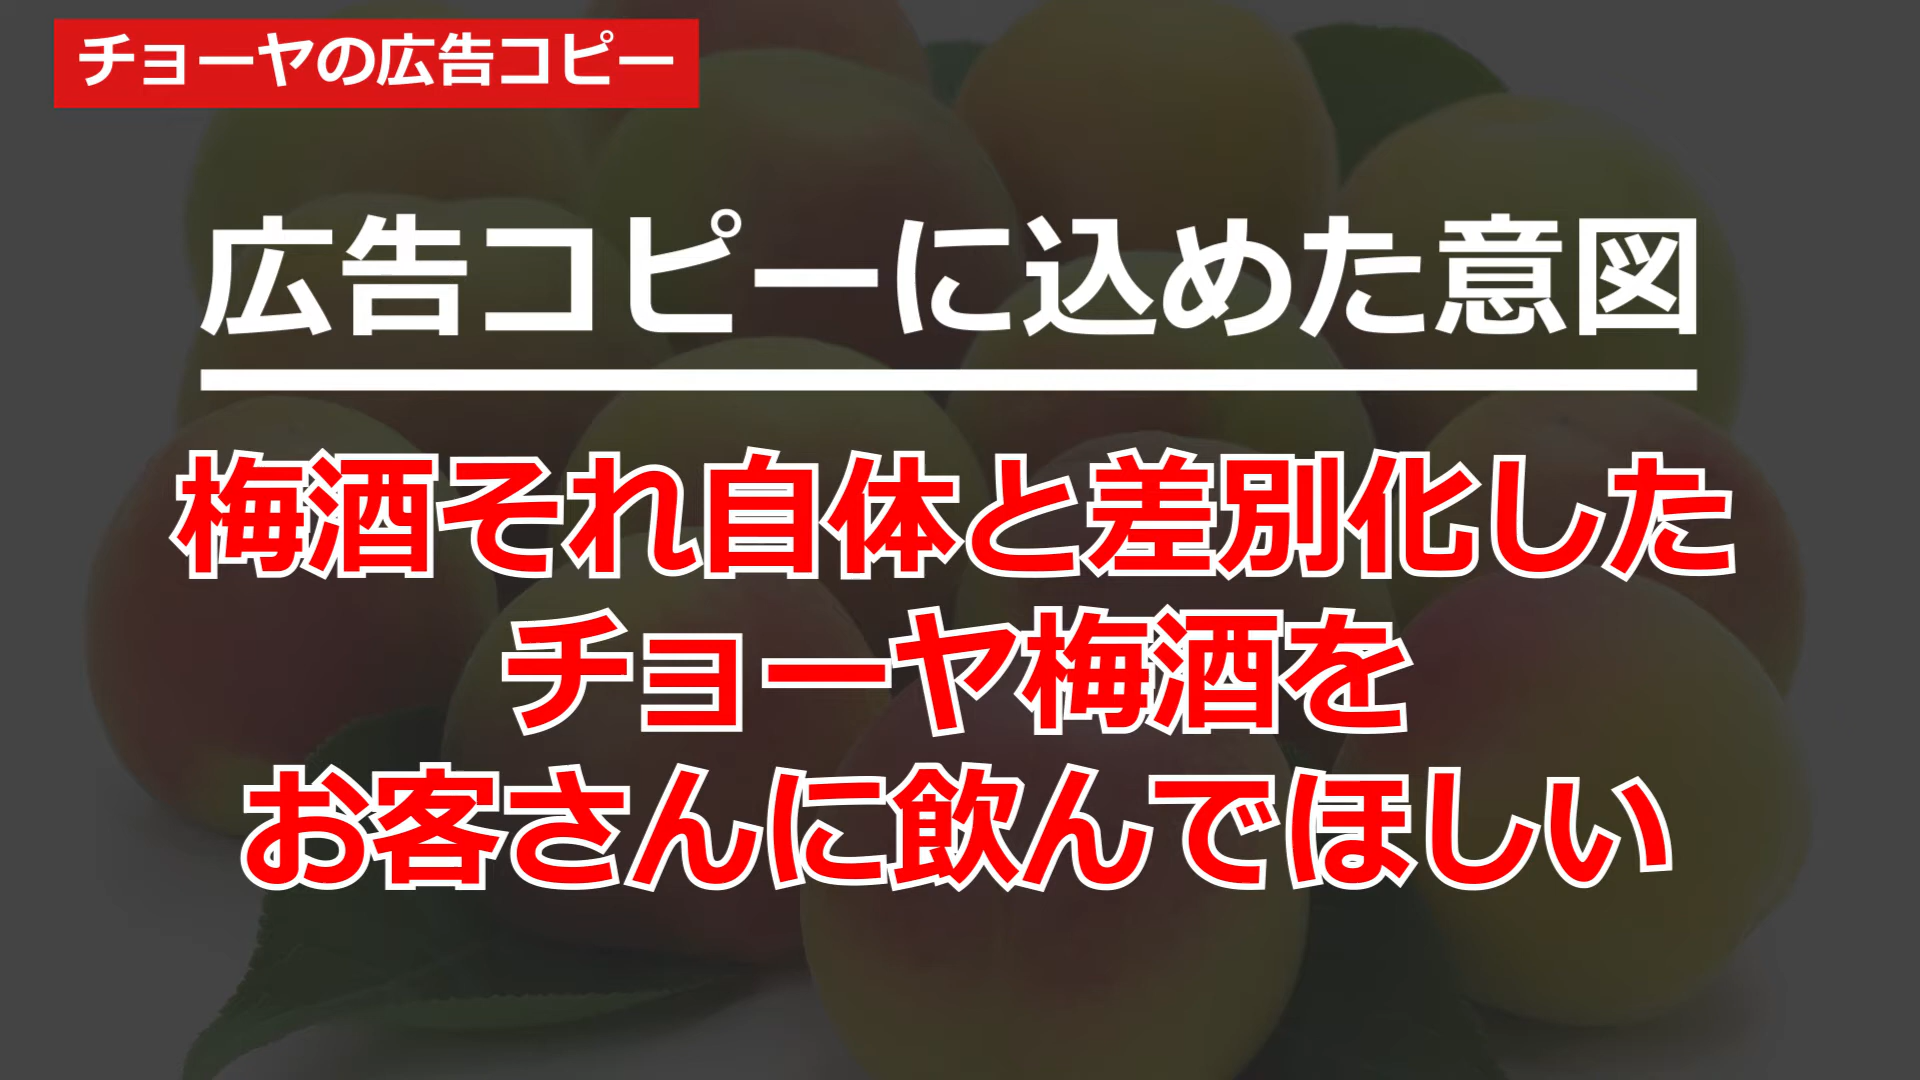 チョーヤの広告コピー
広告コピーに込めた意図
梅酒それ自体と差別化した
チョーヤ梅酒を
お客さんに飲んでほしい